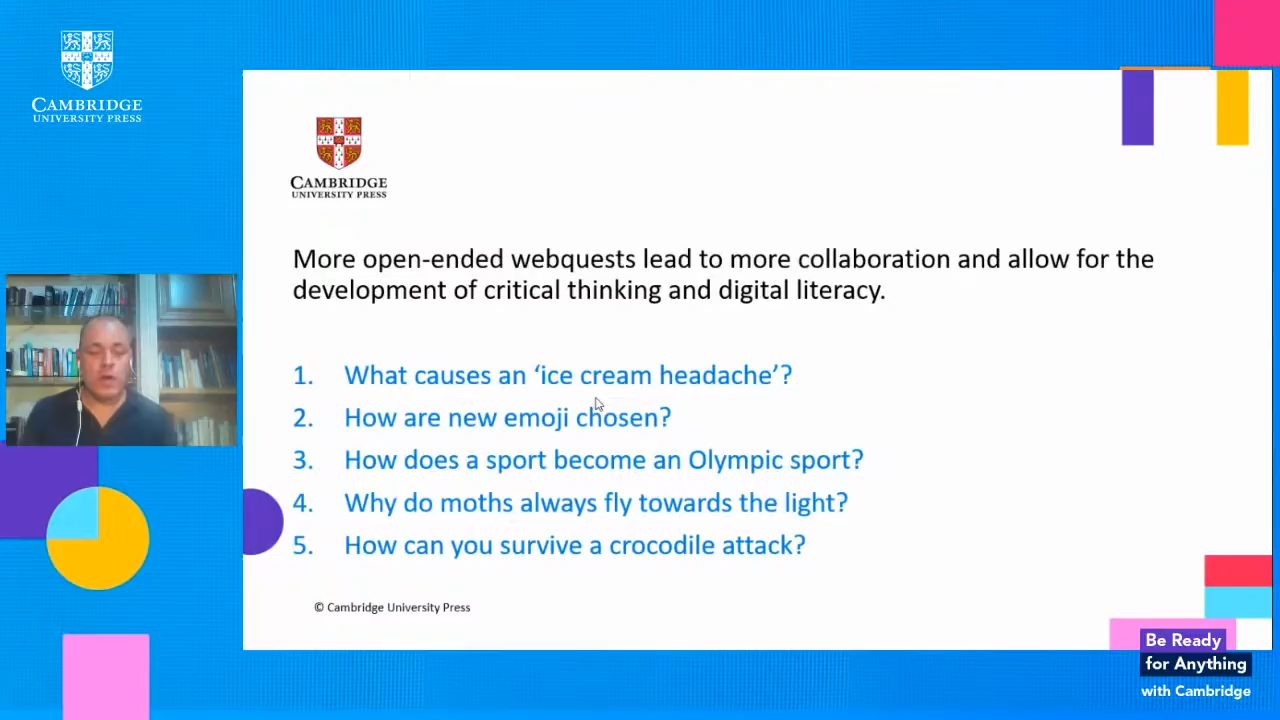 CAMBRIDGE
UNIVERSITY PRESS
CAMBRIDGE
UNIVERSITY PRESS
More open-ended webquests lead to more collaboration and allow for the
development of critical thinking and digital literacy.
1. What causes an ‘ice cream headache’?
2. How are new emoji chosen?
3. How does a sport become an Olympic sport?
4. Why do moths always fly towards the light?
5. How can you survive a crocodile attack?
© Cambridge University Press
Be Ready
for Anything
with Cambridge